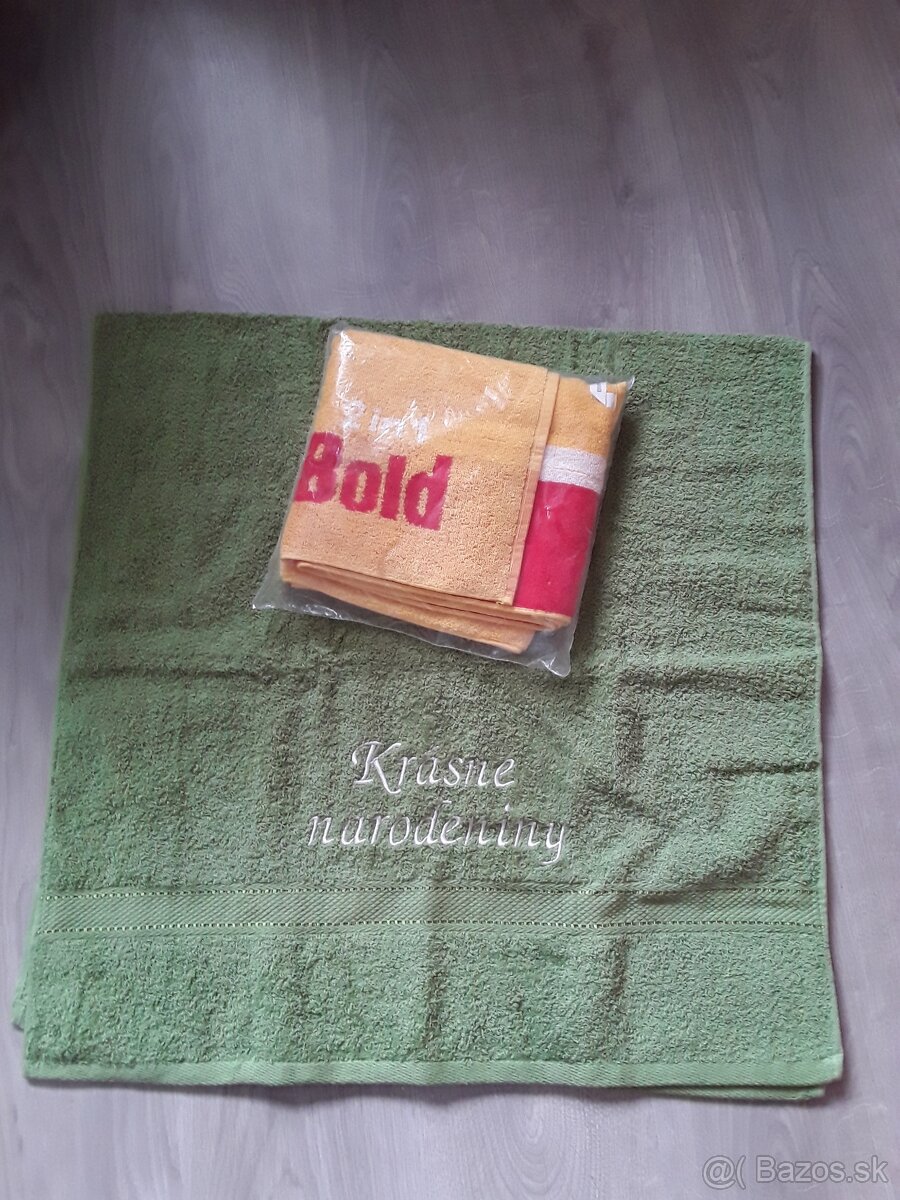 Bold
Krásne
narodeniny
@( Bazos.sk